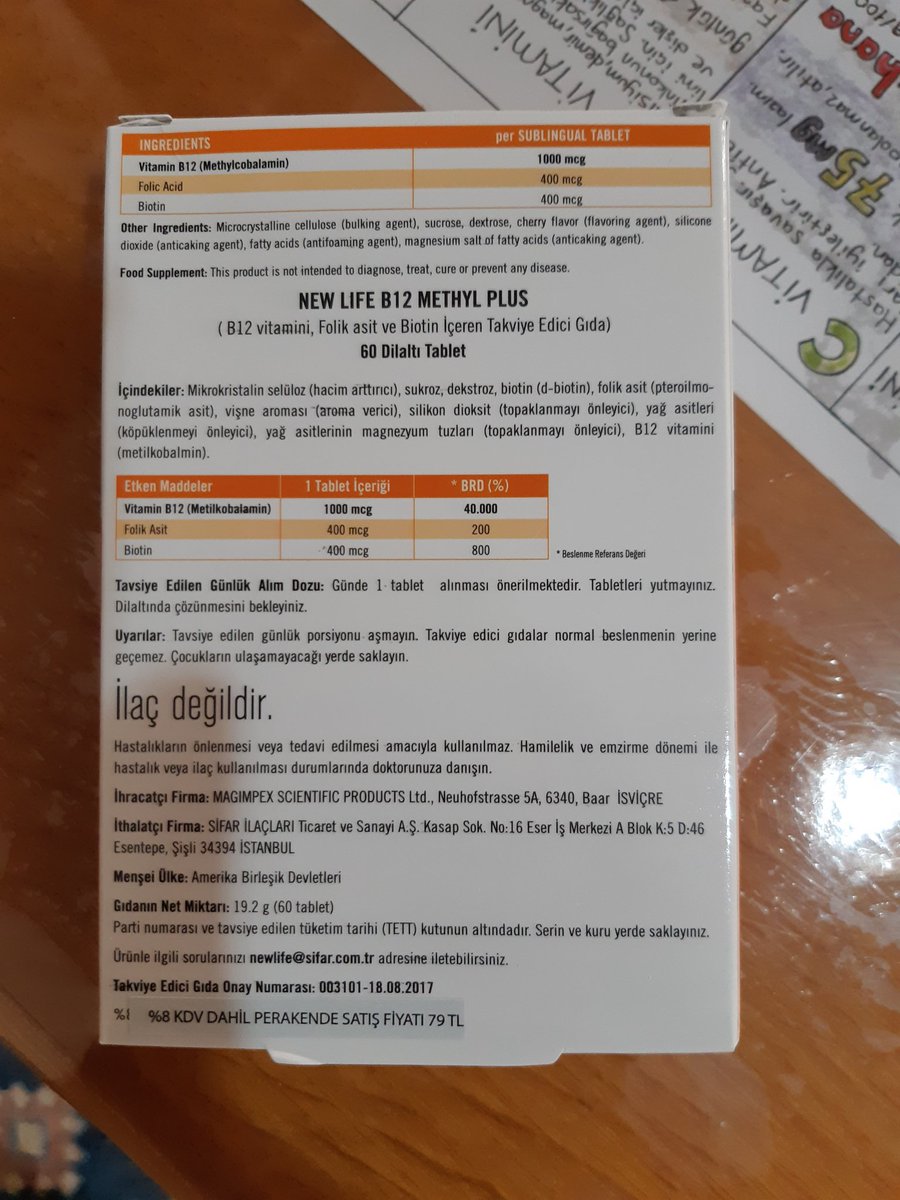 INGREDIENTS per SUBLINGUAL TABLET
Vitamin B12 (Methylcobalamin) 1000 mcg
Folic Acid 400 mcg
Biotin 400 mcg
Other Ingredients: Microcrystalline cellulose (bulking agent), sucrose, dextrose, cherry flavor (flavoring agent), silicone
dioxide (anticaking agent), fatty acids (antifoaming agent), magnesium salt of fatty acids (anticaking agent).
Food Supplement: This product is not intended to diagnose, treat, cure or prevent any disease.
NEW LIFE B12 METHYL PLUS
( B12 vitamini, Folik asit ve Biotin İçeren Takviye Edici Gıda)
60 Dilaltı Tablet
İçindekiler: Mikrokristalin selüloz (hacim arttırıcı), sukroz, dekstroz, biotin (d-biotin), folik asit (pteroilmo-
noglutamik asit), vişne aroması (aroma verici), silikon dioksit (topaklanmayı önleyici), yağ asitleri
(köpüklenmeyi önleyici), yağ asitlerinin magnezyum tuzları (topaklanmayı önleyici), B12 vitamini
(metilkobalmin).
Etken Maddeler 1 Tablet İçeriği * BRD (%)
Vitamin B12 (Metilkobalamin) 1000 mcg 40.000
Folik Asit 400 mcg 200
Biotin 400 mcg 800
* Beslenme Referans Değeri
Tavsiye Edilen Günlük Alım Dozu: Günde 1 tablet alınması önerilmektedir. Tabletleri yutmayınız.
Dilaltında çözünmesini bekleyiniz.
Uyarılar: Tavsiye edilen günlük porsiyonu aşmayın. Takviye edici gıdalar normal beslenmenin yerine
geçemez. Çocukların ulaşamayacağı yerde saklayın.
İlaç değildir.
Hastalıkların önlenmesi veya tedavi edilmesi amacıyla kullanılmaz. Hamilelik ve emzirme dönemi ile
hastalık veya ilaç kullanılması durumlarında doktorunuza danışın.
İhracatçı Firma: MAGIMPEX SCIENTIFIC PRODUCTS Ltd., Neuhofstrasse 5A, 6340, Baar İSVİÇRE
İthalatçı Firma: SİFAR İLAÇLARI Ticaret ve Sanayi A.Ş. Kasap Sok. No:16 Eser İş Merkezi A Blok K:5 D:46
Esentepe, Şişli 34394 İSTANBUL
Menşei Ülke: Amerika Birleşik Devletleri
Gıdanın Net Miktarı: 19.2 g (60 tablet)
Parti numarası ve tavsiye edilen tüketim tarihi (TETT) kutunun altındadır. Serin ve kuru yerde saklayınız.
Ürünle ilgili sorularınızı newlife@sifar.com.tr adresine iletebilirsiniz.
Takviye Edici Gıda Onay Numarası: 003101-18.08.2017
%8 KDV DAHİL PERAKENDE SATIŞ FİYATI 79 TL
VİTAMİNİ
C VİTAMİNİ
75 mg